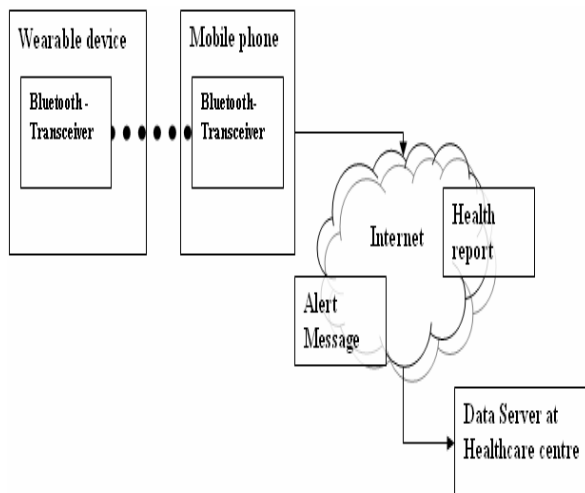 Wearable device
Bluetooth -
Transceiver
Mobile phone
Bluetooth-
Transceiver
Internet
Health
report
Alert
Message
Data Server at
Healthcare centre